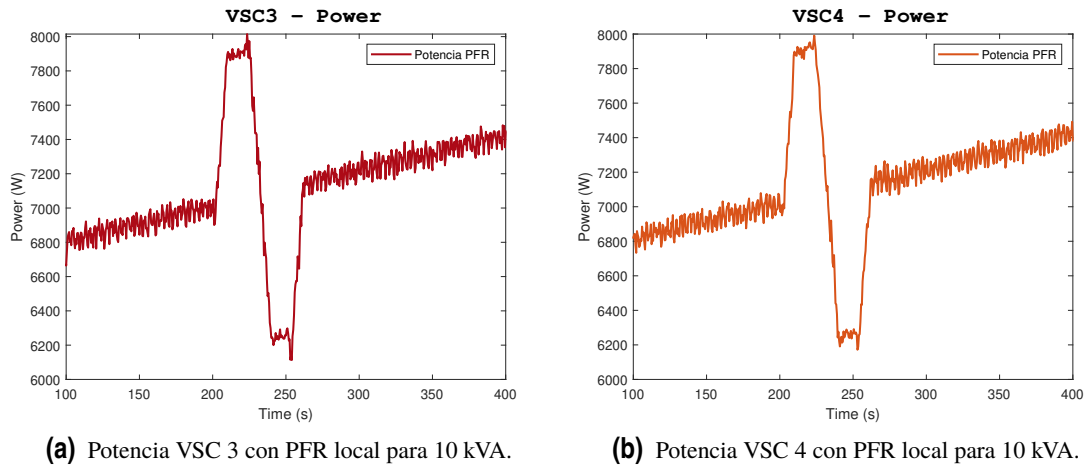 VSC3 – Power
Potencia PFR
Power (W)
8000
7800
7600
7400
7200
7000
6800
6600
6400
6200
6000
100 150 200 250 300 350 400
Time (s)
(a) Potencia VSC 3 con PFR local para 10 kVA.
VSC4 – Power
Potencia PFR
Power (W)
8000
7800
7600
7400
7200
7000
6800
6600
6400
6200
6000
100 150 200 250 300 350 400
Time (s)
(b) Potencia VSC 4 con PFR local para 10 kVA.